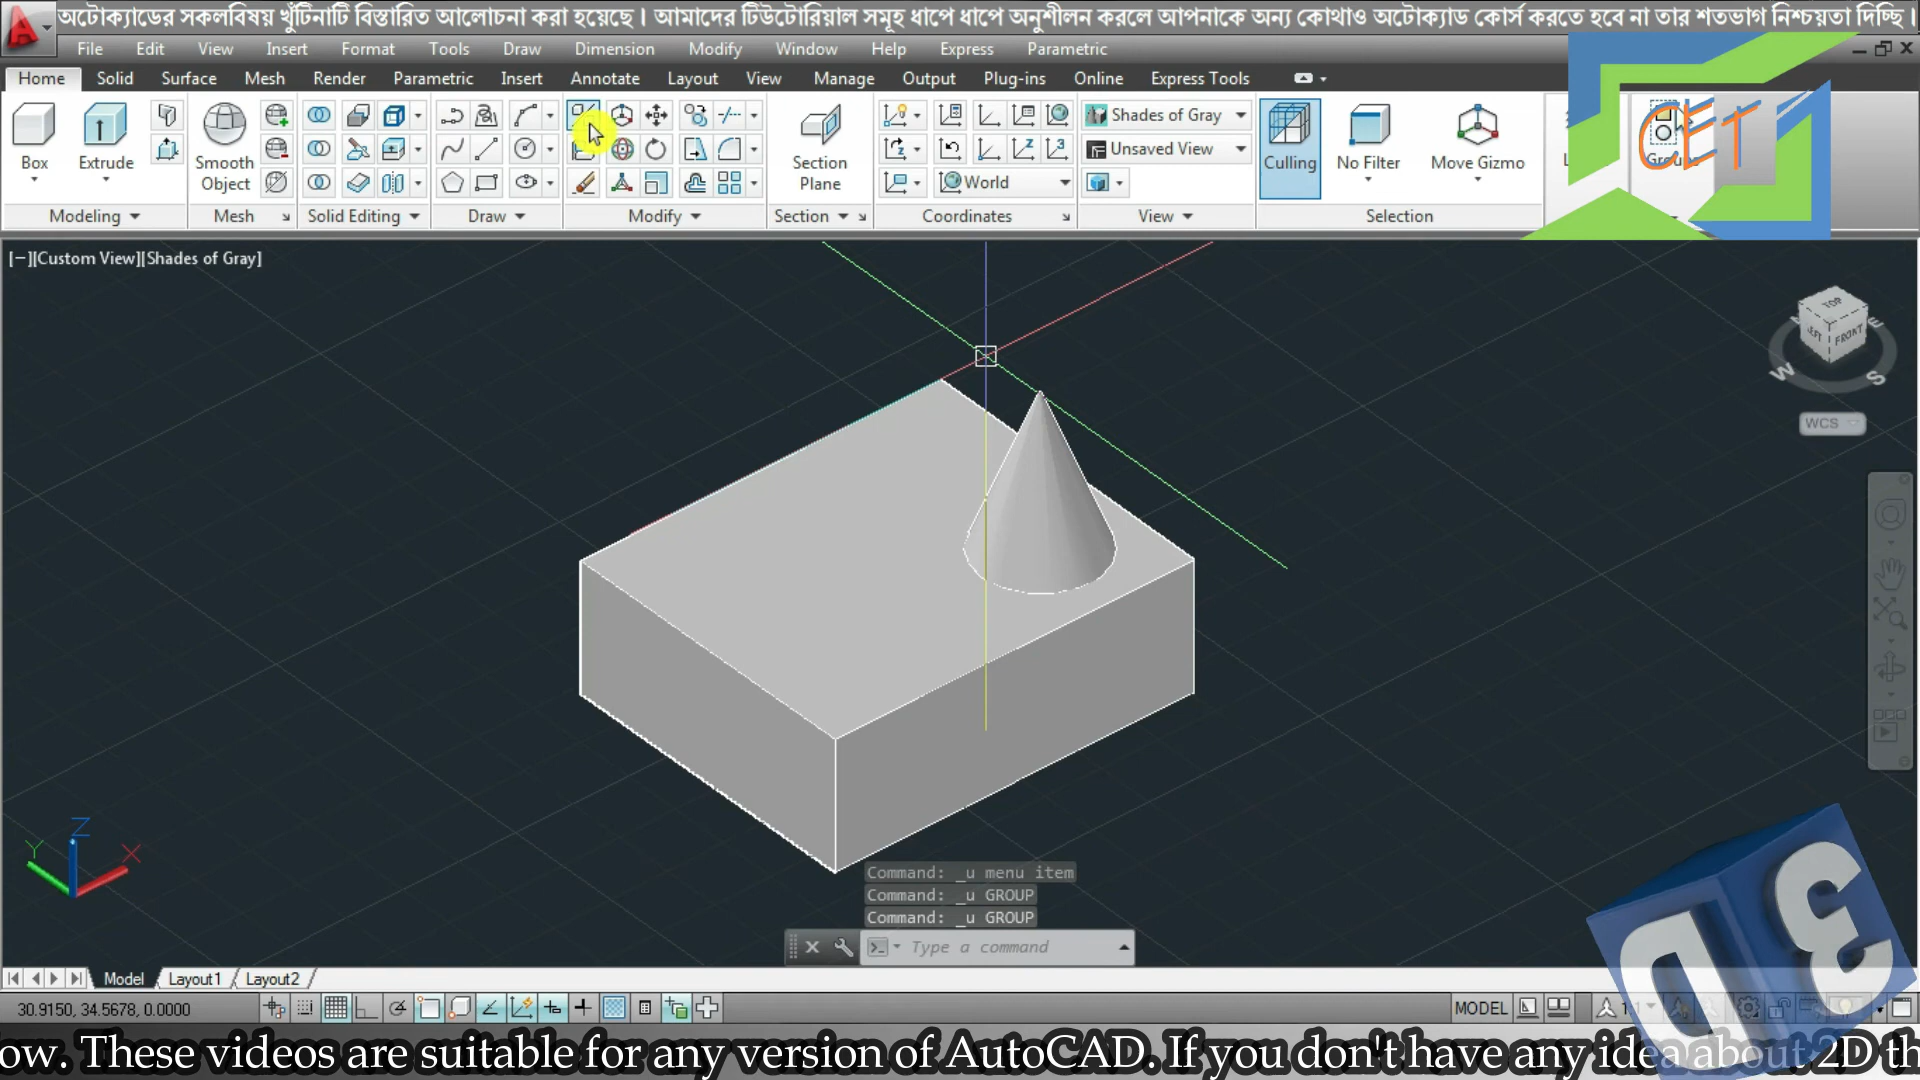 অটোক্যাডের সকলবিষয় খুঁটিনাটি বিস্তারিত আলোচনা করা হয়েছে। আমাদের টিউটোরিয়াল সমূহ ধাপে ধাপে অনুশীলন করলে আপনাকে অন্য কোথাও অটোক্যাড কোর্স করতে হবে না তার শতভাগ নিশ্চয়তা দিচ্ছি।
File Edit View Insert Format Tools Draw Dimension Modify Window Help Express Parametric
Home Solid Surface Mesh Render Parametric Insert Annotate Layout View Manage Output Plug-ins Online Express Tools
Box Extrude Smooth Object Section Plane Shades of Gray Culling No Filter Move Gizmo
Unsaved View
World
CET
Modeling Mesh Solid Editing Draw Modify Section Coordinates View Selection
[−][Custom View][Shades of Gray]
TOP
LEFT FRONT
W S E
WCS
Z
Y X
Command: _u menu item
Command: _u GROUP
Command: _u GROUP
Type a command
Model Layout1 Layout2
30.9150, 34.5678, 0.0000
MODEL
3D
ow. These videos are suitable for any version of AutoCAD. If you don't have any idea about 2D th